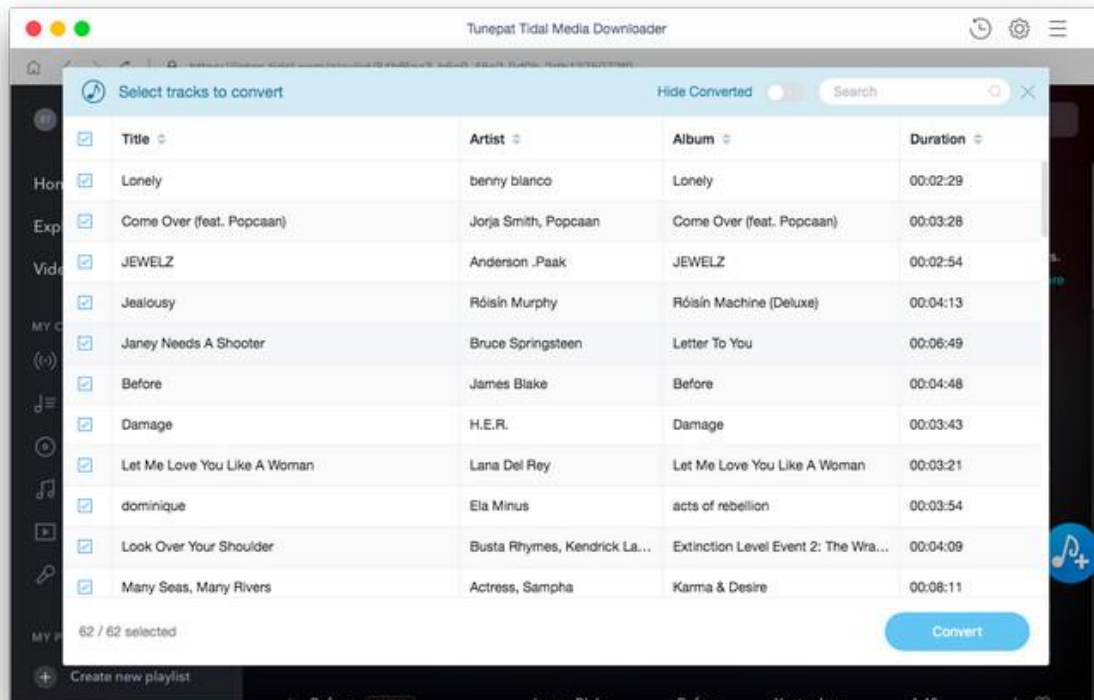 Tunepat Tidal Media Downloader
Select tracks to convert Hide Converted Search
Title Artist Album Duration
Hon
Lonely benny blanco Lonely 00:02:29
Exp
Come Over (feat. Popcaan) Jorja Smith, Popcaan Come Over (feat. Popcaan) 00:03:28
Vide
JEWELZ Anderson .Paak JEWELZ 00:02:54
Jealousy Róisín Murphy Róisín Machine (Deluxe) 00:04:13
MY C
Janey Needs A Shooter Bruce Springsteen Letter To You 00:06:49
Before James Blake Before 00:04:48
Damage H.E.R. Damage 00:03:43
Let Me Love You Like A Woman Lana Del Rey Let Me Love You Like A Woman 00:03:21
dominique Ela Minus acts of rebellion 00:03:54
Look Over Your Shoulder Busta Rhymes, Kendrick La... Extinction Level Event 2: The Wra... 00:04:09
Many Seas, Many Rivers Actress, Sampha Karma & Desire 00:08:11
MY P
62 / 62 selected Convert
Create new playlist